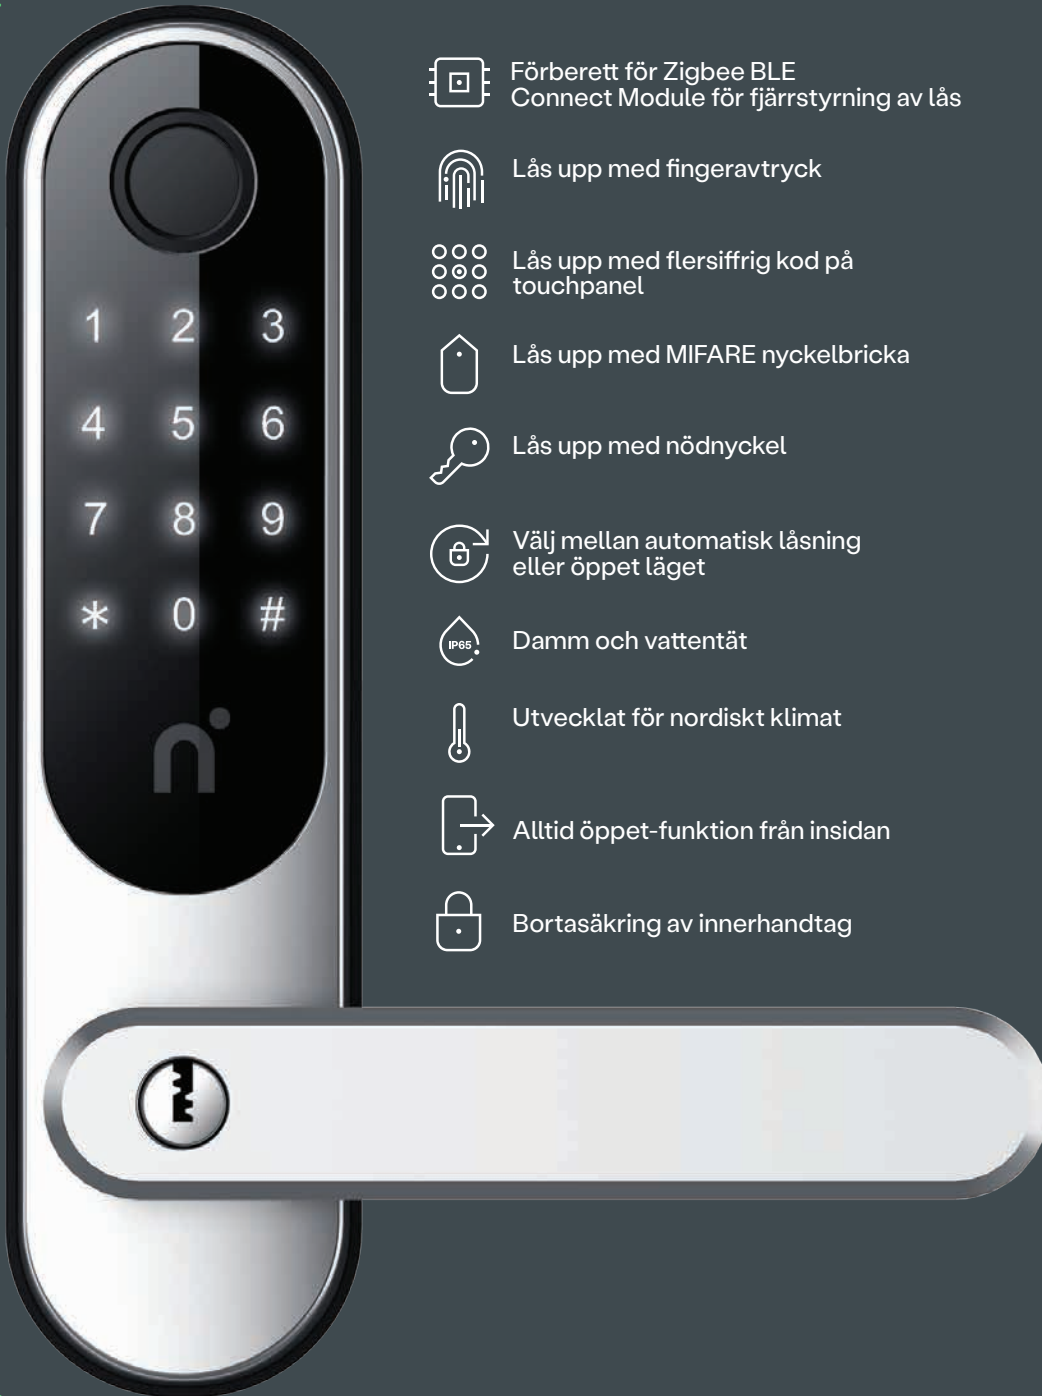 Förberett för Zigbee BLE
Connect Module för fjärrstyrning av lås
Lås upp med fingeravtryck
Lås upp med flersiffrig kod på
touchpanel
Lås upp med MIFARE nyckelbricka
Lås upp med nödnyckel
Välj mellan automatisk låsning
eller öppet läget
IP65
Damm och vattentät
Utvecklat för nordiskt klimat
Alltid öppet-funktion från insidan
Bortasäkring av innerhandtag
1 2 3
4 5 6
7 8 9
* 0 #
n